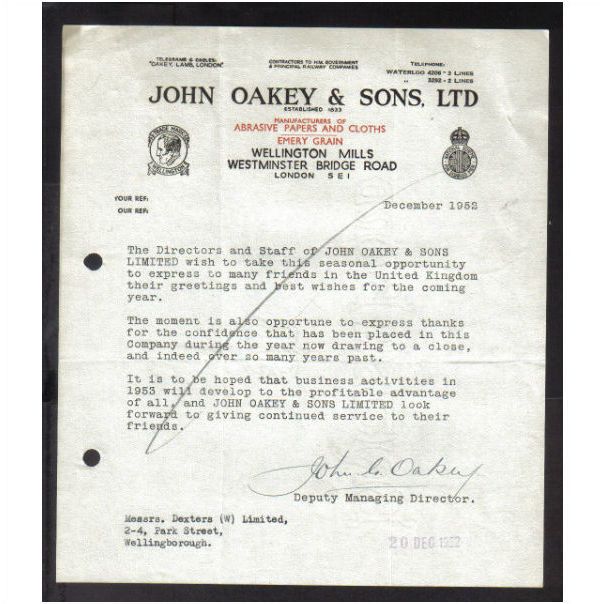 TELEGRAMS & CABLES:
"OAKEY, LAMB, LONDON."
CONTRACTORS TO H.M. GOVERNMENT
& PRINCIPAL RAILWAY COMPANIES
TELEPHONE:
WATERLOO 4206 - 3 LINES
" 3292 - 2 LINES
JOHN OAKEY & SONS, LTD
ESTABLISHED 1833
MANUFACTURERS OF
ABRASIVE PAPERS AND CLOTHS
EMERY GRAIN
WELLINGTON MILLS
WESTMINSTER BRIDGE ROAD
LONDON SE1
TRADE MARK
WELLINGTON
YOUR REF:
OUR REF:
December 1952
The Directors and Staff of JOHN OAKEY & SONS
LIMITED wish to take this seasonal opportunity
to express to many friends in the United Kingdom
their greetings and best wishes for the coming
year.
The moment is also opportune to express thanks
for the confidence that has been placed in this
Company during the year now drawing to a close,
and indeed over so many years past.
It is to be hoped that business activities in
1953 will develop to the profitable advantage
of all, and JOHN OAKEY & SONS LIMITED look
forward to giving continued service to their
friends.
John G. Oakey
Deputy Managing Director.
Messrs. Dexters (W) Limited,
2-4, Park Street,
Wellingborough.
20 DEC 1952